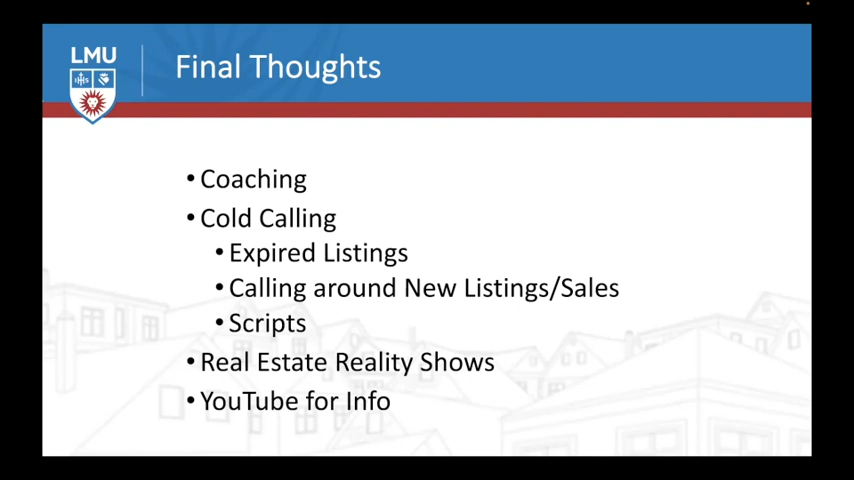 LMU
IHS
Final Thoughts
• Coaching
• Cold Calling
• Expired Listings
• Calling around New Listings/Sales
• Scripts
• Real Estate Reality Shows
• YouTube for Info